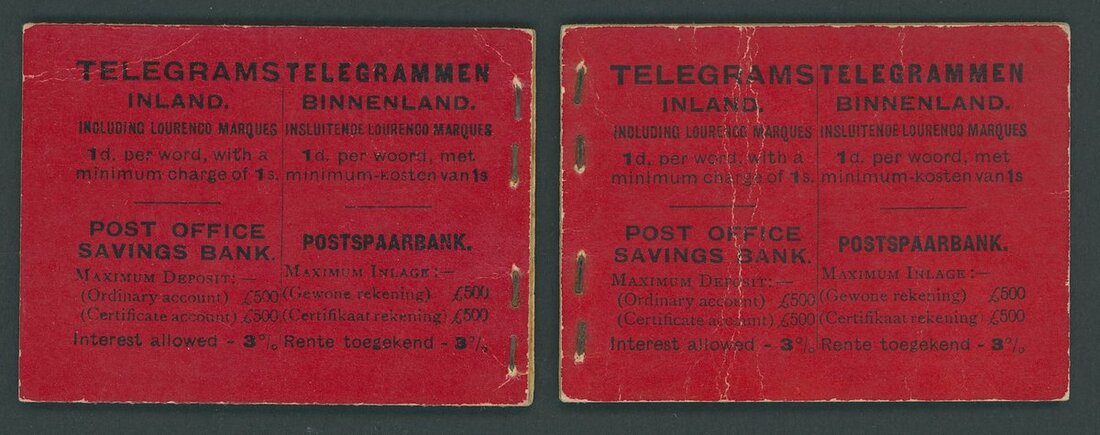 TELEGRAMS
INLAND.
INCLUDING LOURENCO MARQUES
1d. per word, with a
minimum charge of 1s.
POST OFFICE
SAVINGS BANK.
MAXIMUM DEPOSIT:—
(Ordinary account) £500
(Certificate account) £500
Interest allowed - 3%
TELEGRAMMEN
BINNENLAND.
INSLUITENDE LOURENCO MARQUES
1d. per woord, met
minimum-kosten van 1s
POSTSPAARBANK.
MAXIMUM INLAGE:—
(Gewone rekening) £500
(Certifikaat rekening) £500
Rente toegekend - 3%
TELEGRAMS
INLAND.
INCLUDING LOURENCO MARQUES
1d. per word, with a
minimum charge of 1s.
POST OFFICE
SAVINGS BANK.
MAXIMUM DEPOSIT:—
(Ordinary account) £500
(Certificate account) £500
Interest allowed - 3%
TELEGRAMMEN
BINNENLAND.
INSLUITENDE LOURENCO MARQUES
1d. per woord, met
minimum-kosten van 1s
POSTSPAARBANK.
MAXIMUM INLAGE:—
(Gewone rekening) £500
(Certifikaat rekening) £500
Rente toegekend - 3%